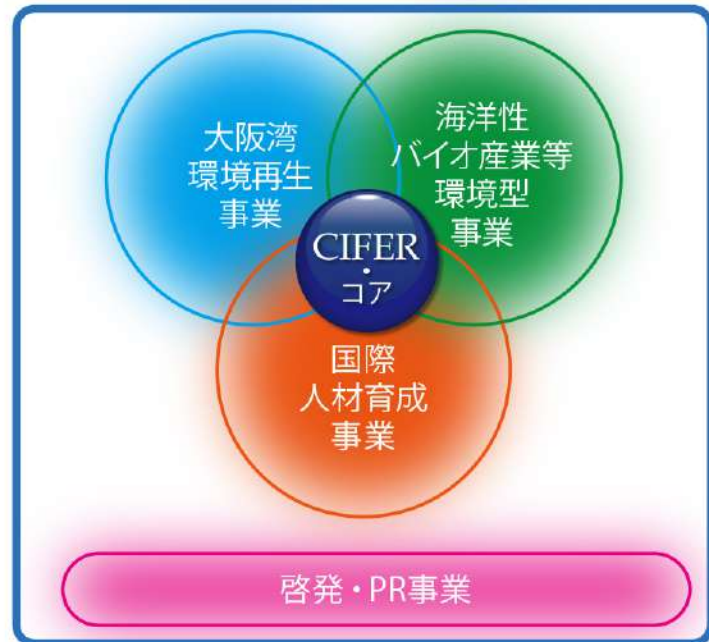 大阪湾
環境再生
事業
海洋性
バイオ産業等
環境型
事業
CIFER
・
コア
国際
人材育成
事業
啓発・PR事業